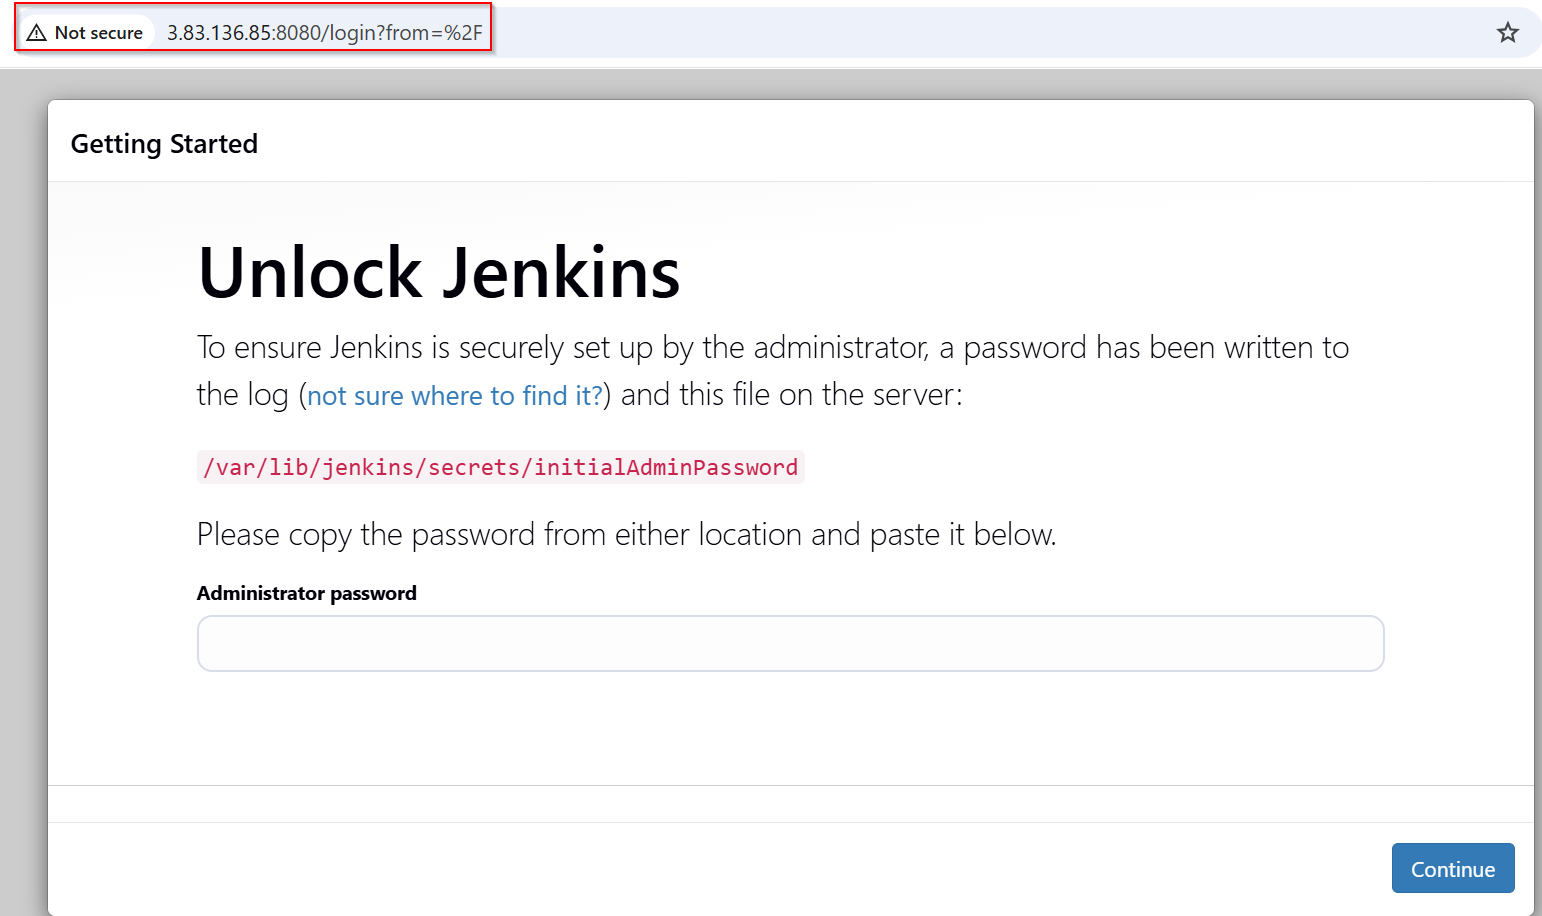 Not secure 3.83.136.85:8080/login?from=%2F
Getting Started
Unlock Jenkins
To ensure Jenkins is securely set up by the administrator, a password has been written to
the log (not sure where to find it?) and this file on the server:
/var/lib/jenkins/secrets/initialAdminPassword
Please copy the password from either location and paste it below.
Administrator password
Continue